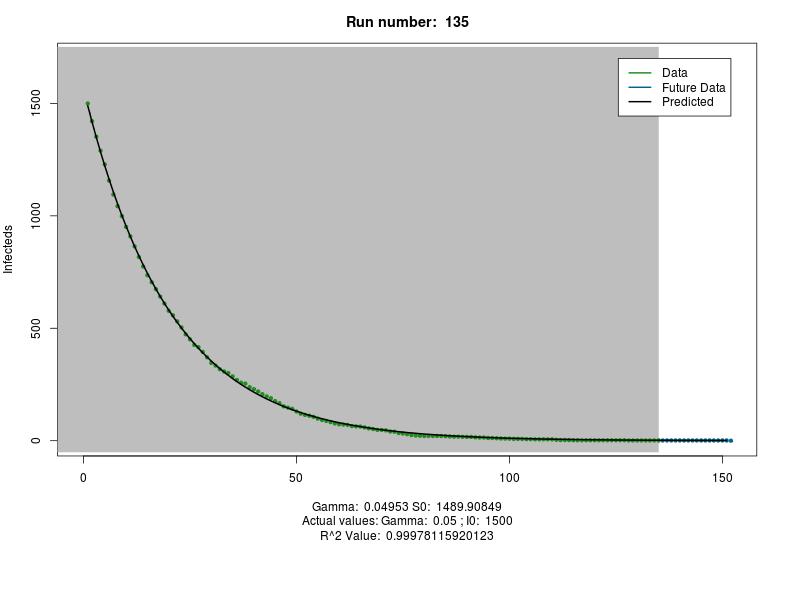 Run number: 135
Data
Future Data
Predicted
1500
1000
500
0
Infecteds
0
50
100
150
Gamma: 0.04953 S0: 1489.90849
Actual values: Gamma: 0.05 ; I0: 1500
R^2 Value: 0.99978115920123